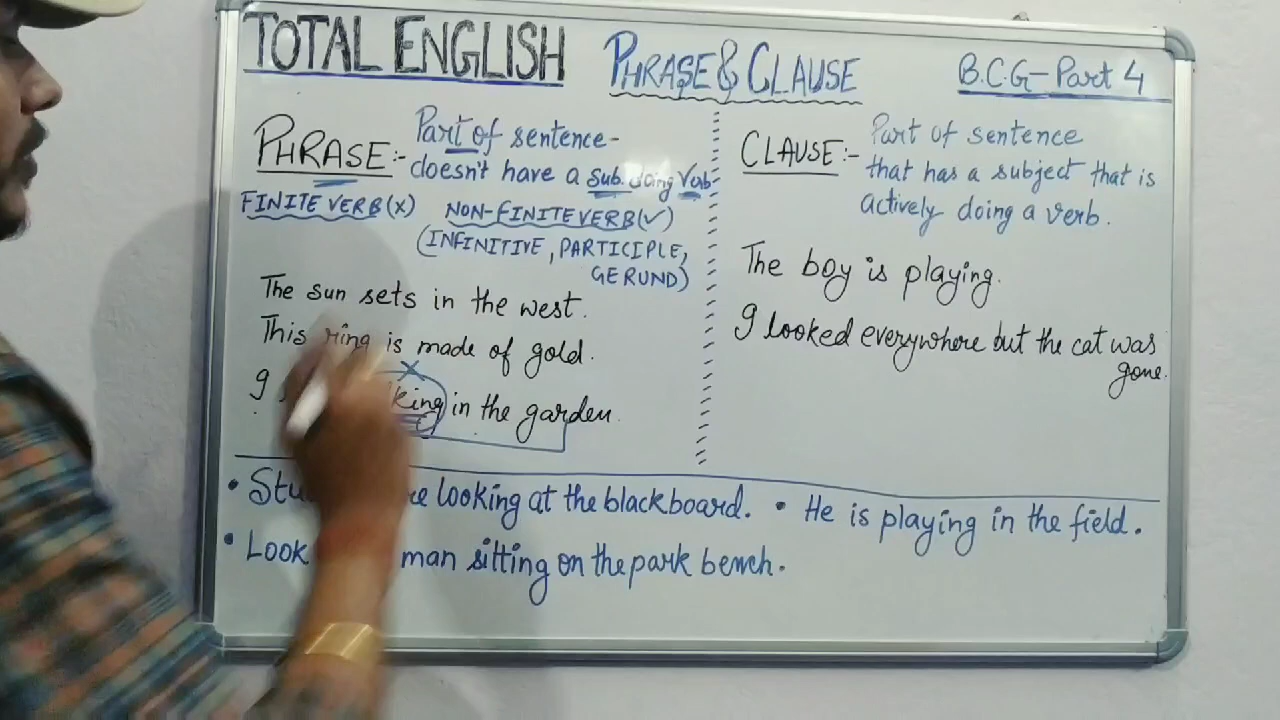 TOTAL ENGLISH
PHRASE & CLAUSE
B.C.G-Part 4
PHRASE:- Part of sentence-
doesn't have a sub. doing verb.
FINITE VERB (x) NON-FINITE VERB (✓)
(INFINITIVE, PARTICIPLE,
GERUND)
The sun sets in the west.
This ring is made of gold.
I in the garden.
CLAUSE:- Part of sentence
that has a subject that is
actively doing a verb.
The boy is playing.
I looked everywhere but the cat was
gone.
• looking at the blackboard. • He is playing in the field.
• Look man sitting on the park bench.